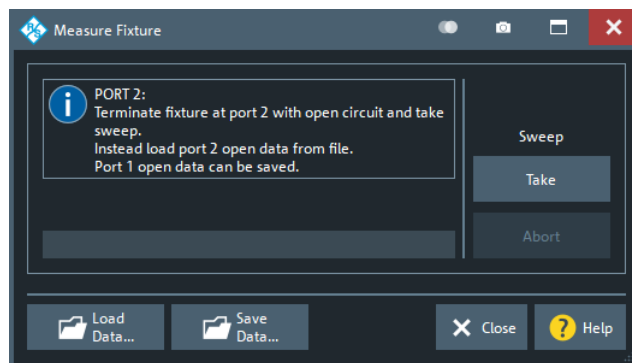 Measure Fixture
PORT 2:
Terminate fixture at port 2 with open circuit and take
sweep.
Instead load port 2 open data from file.
Port 1 open data can be saved.
Sweep
Take
Abort
Load
Data...
Save
Data...
Close
Help